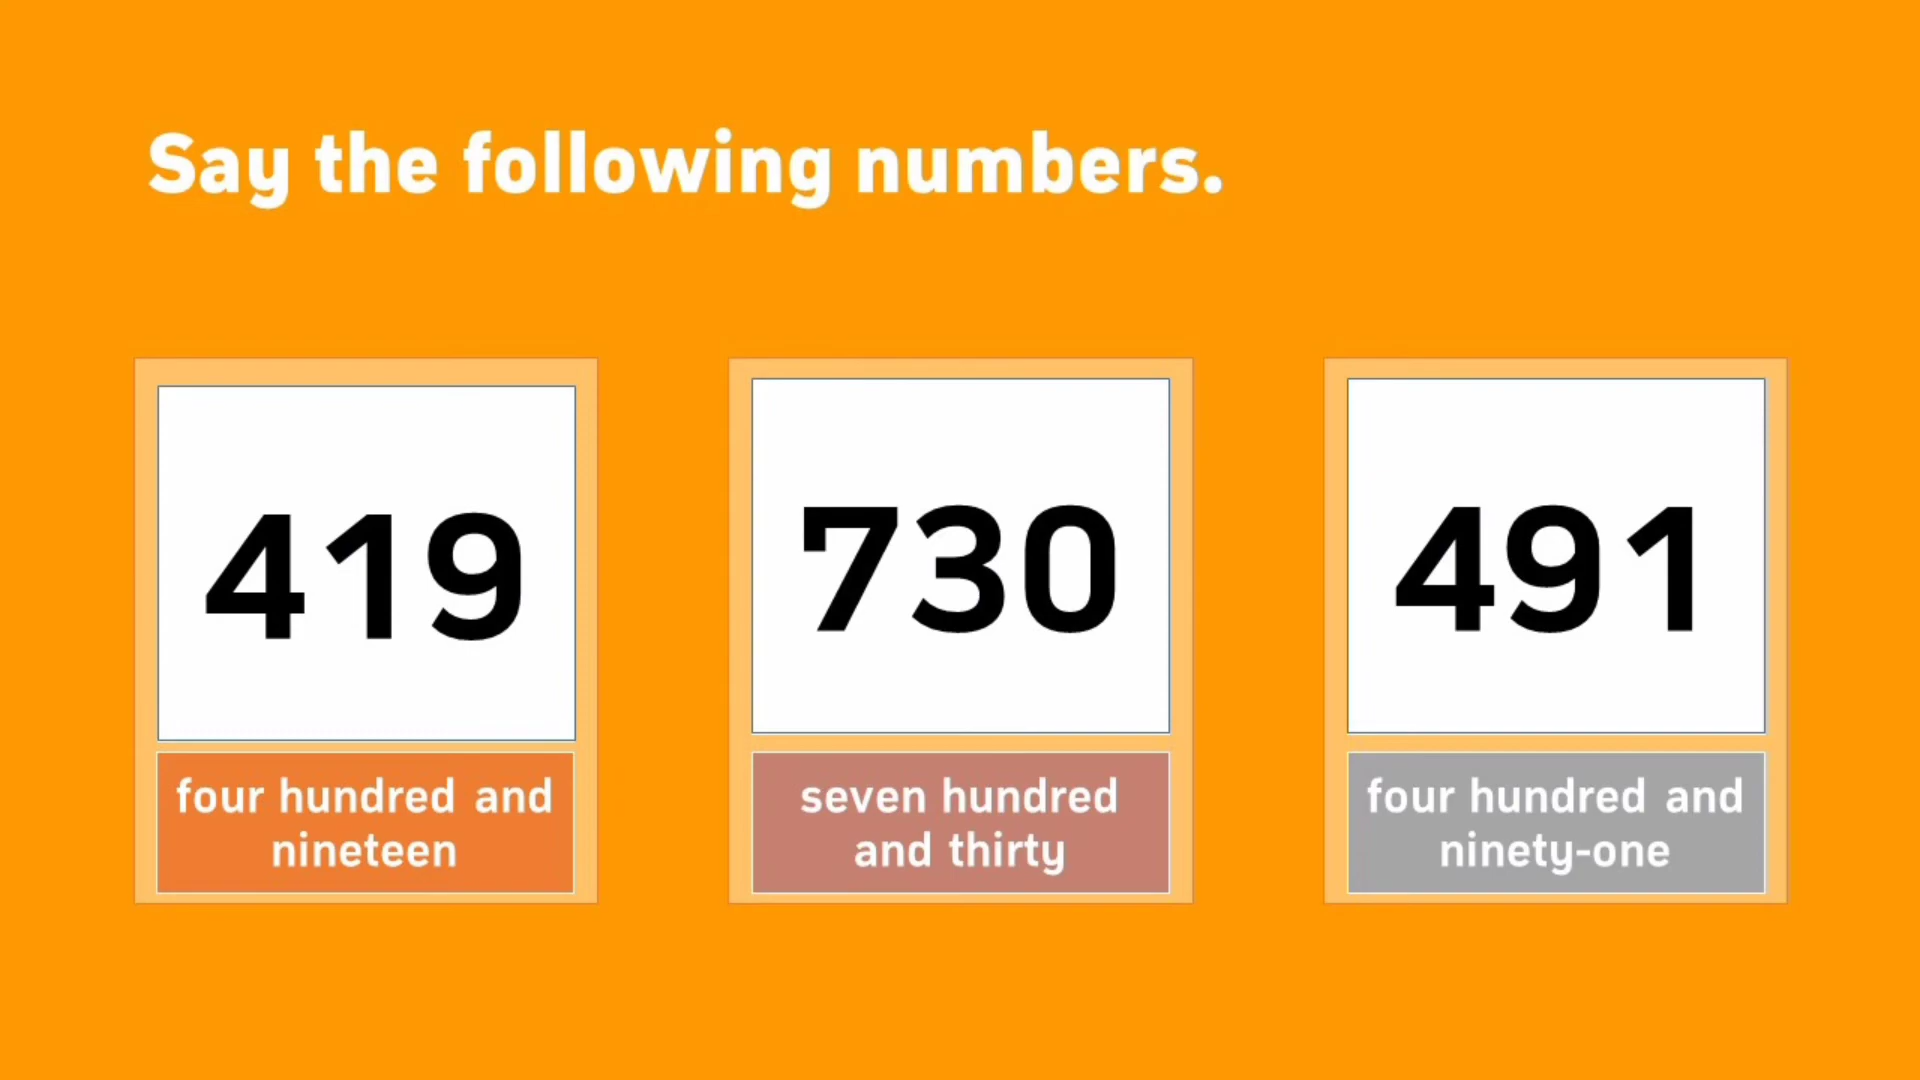 Say the following numbers.
419
four hundred and
nineteen
730
seven hundred
and thirty
491
four hundred and
ninety-one